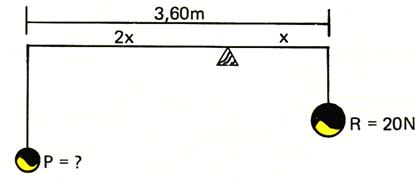 3,60m
2x x
R = 20N
P = ?